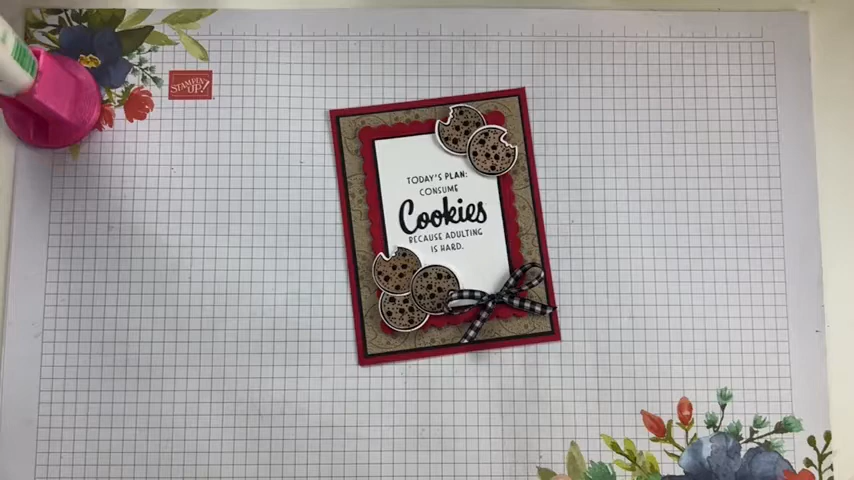 STAMPIN' UP!
TODAY'S PLAN:
CONSUME
Cookies
BECAUSE ADULTING
IS HARD.